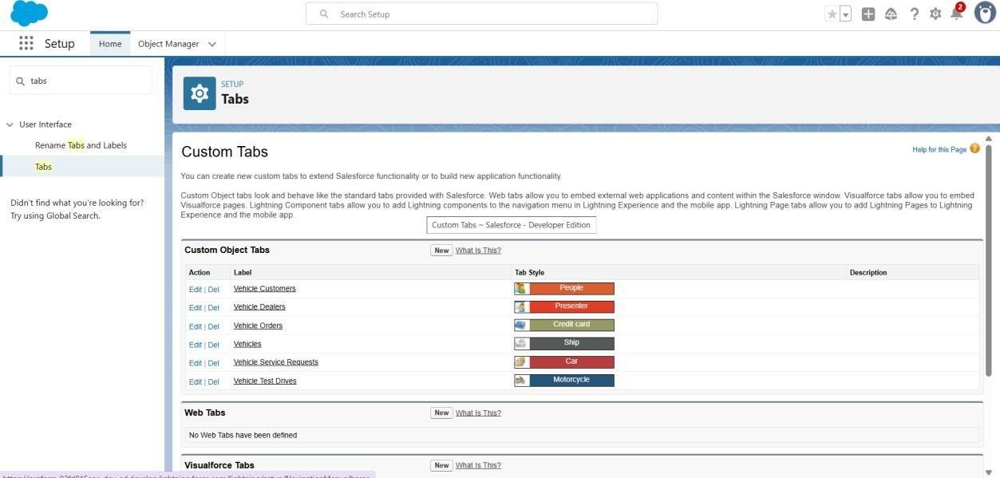 Search Setup
2
Setup
Home
Object Manager
tabs
SETUP
Tabs
User Interface
Rename Tabs and Labels
Tabs
Didn't find what you're looking for?
Try using Global Search.
Custom Tabs
Help for this Page
You can create new custom tabs to extend Salesforce functionality or to build new application functionality.
Custom Object tabs look and behave like the standard tabs provided with Salesforce. Web tabs allow you to embed external web applications and content within the Salesforce window. Visualforce tabs allow you to embed
Visualforce pages. Lightning Component tabs allow you to add Lightning components to the navigation menu in Lightning Experience and the mobile app. Lightning Page tabs allow you to add Lightning Pages to Lightning
Experience and the mobile app.
Custom Tabs ~ Salesforce - Developer Edition
Custom Object Tabs New What Is This?
Action Label Tab Style Description
Edit | Del Vehicle Customers People
Edit | Del Vehicle Dealers Presenter
Edit | Del Vehicle Orders Credit card
Edit | Del Vehicles Ship
Edit | Del Vehicle Service Requests Car
Edit | Del Vehicle Test Drives Motorcycle
Web Tabs New What Is This?
No Web Tabs have been defined
Visualforce Tabs New What Is This?